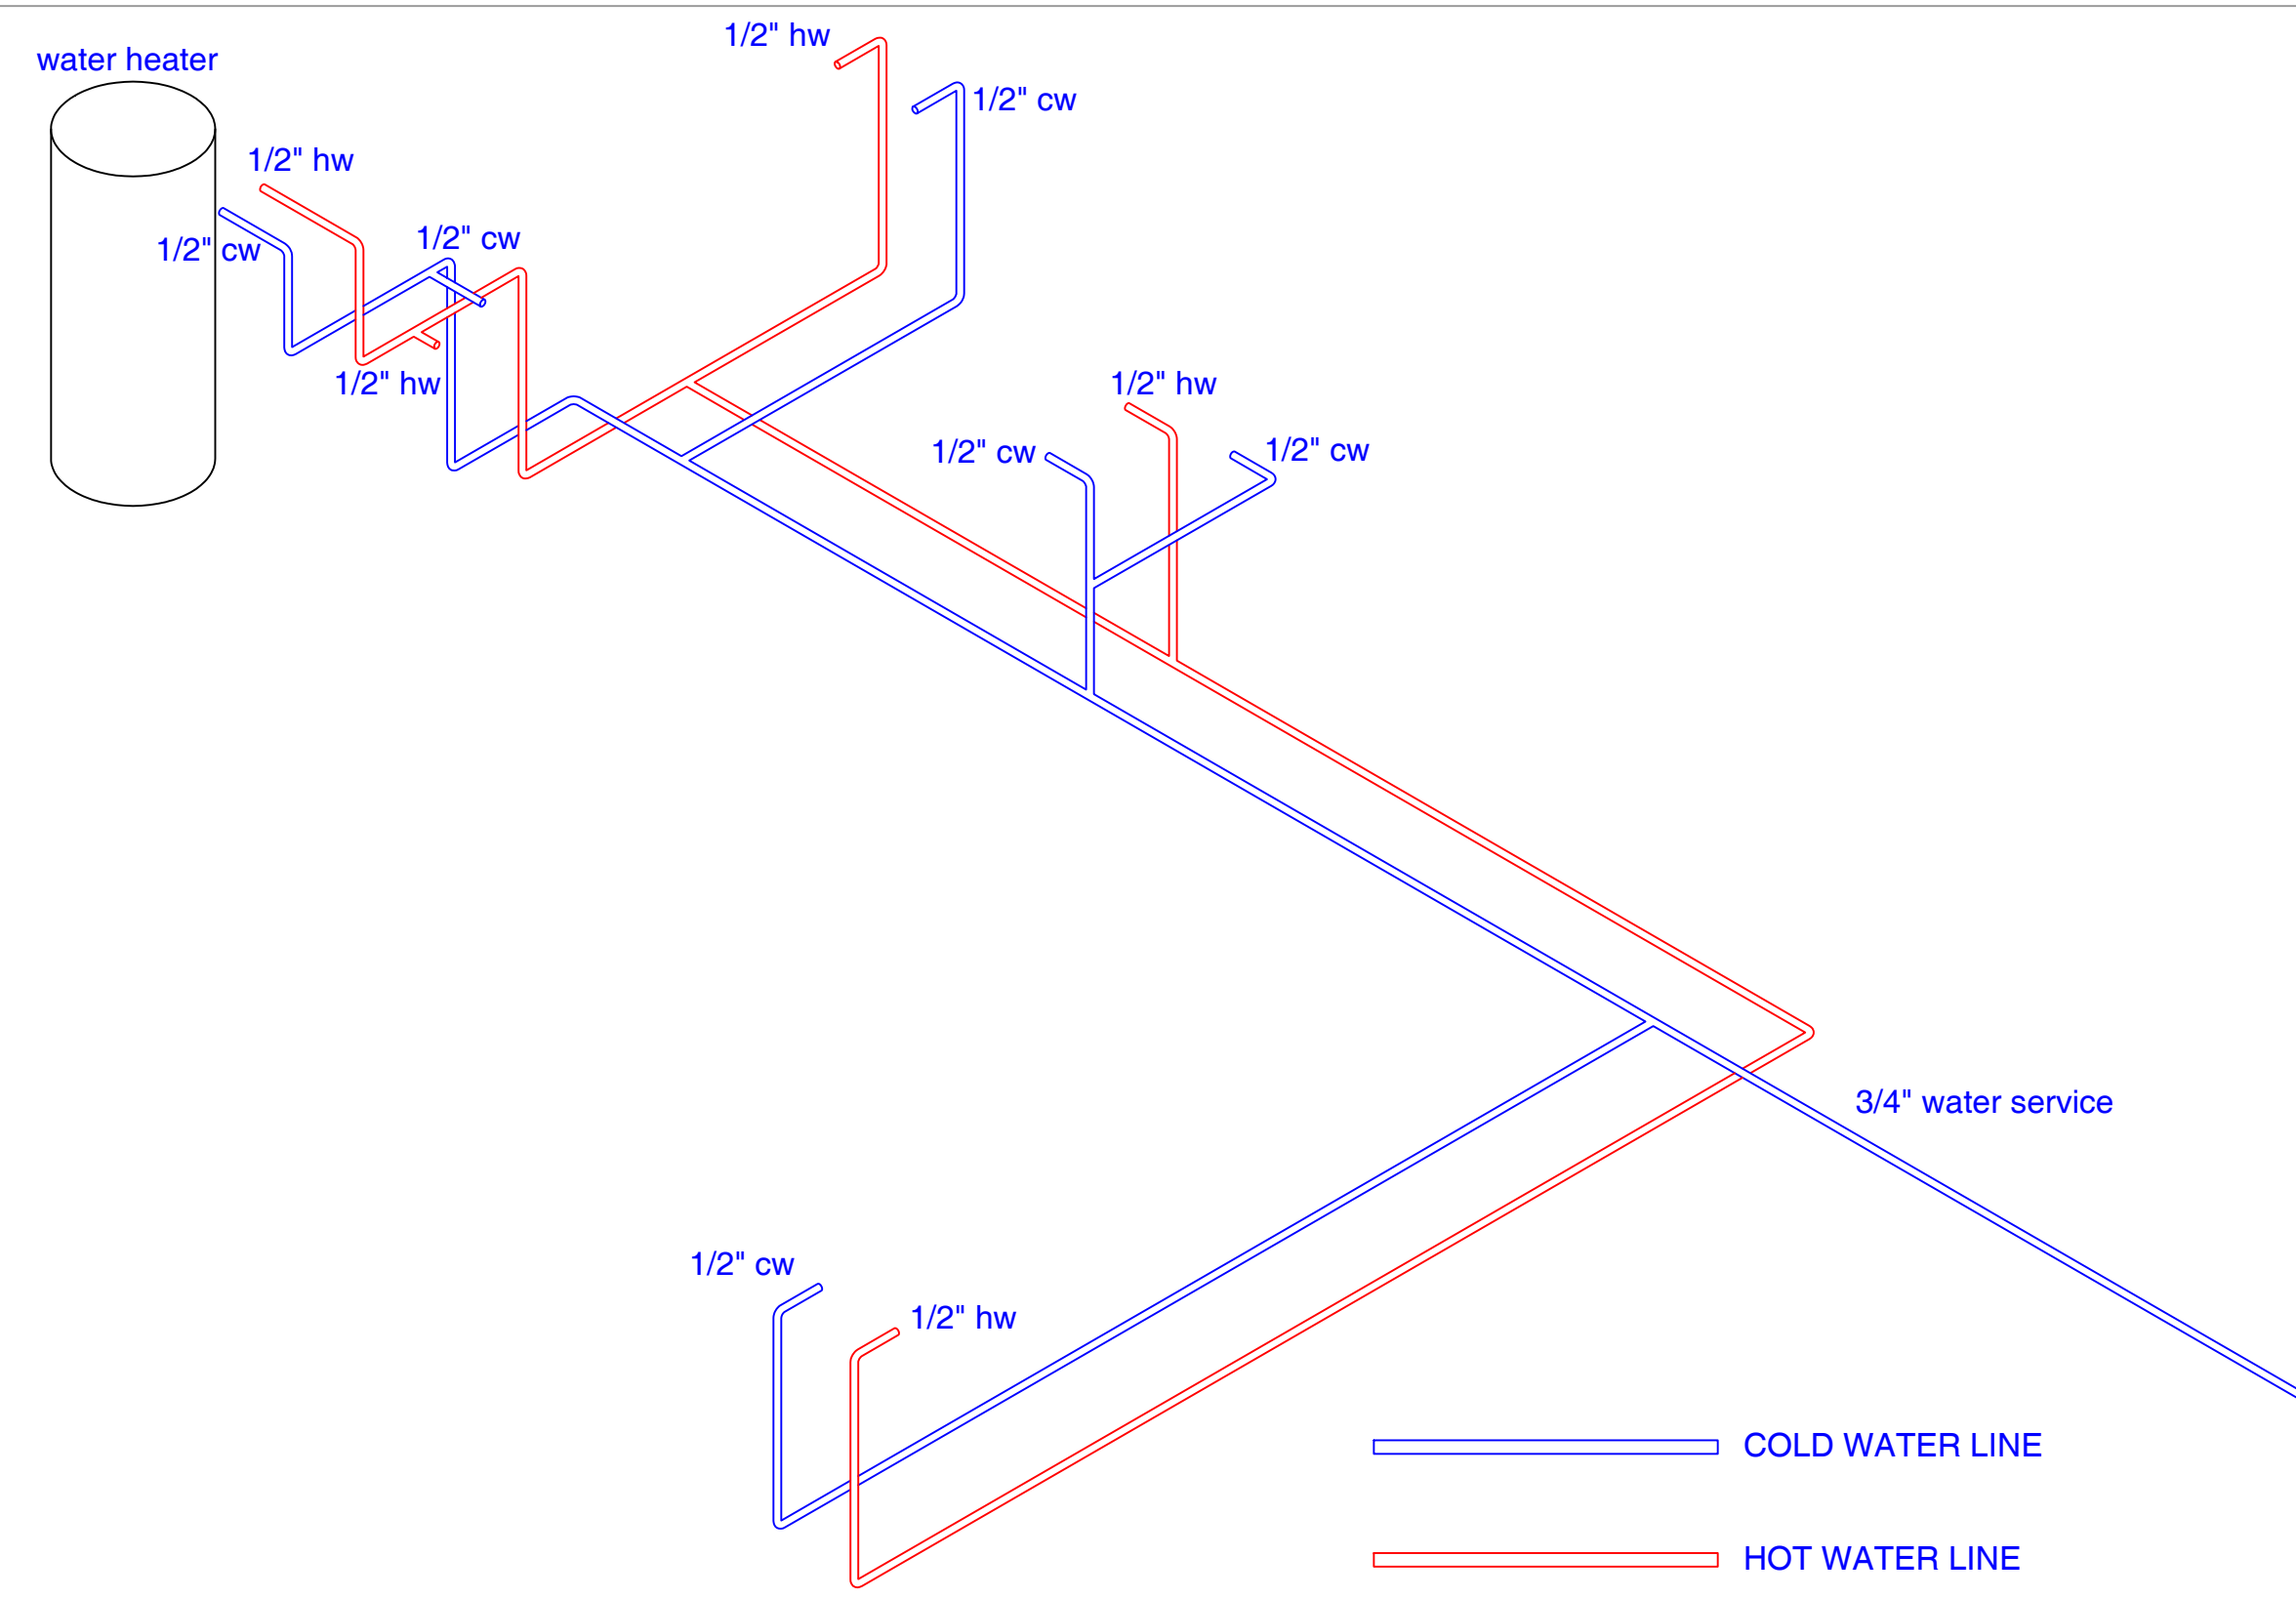 1/2" hw
water heater
1/2" cw
1/2" hw
1/2" cw
1/2" cw
1/2" hw
1/2" hw
1/2" cw
1/2" cw
3/4" water service
1/2" cw
1/2" hw
COLD WATER LINE
HOT WATER LINE